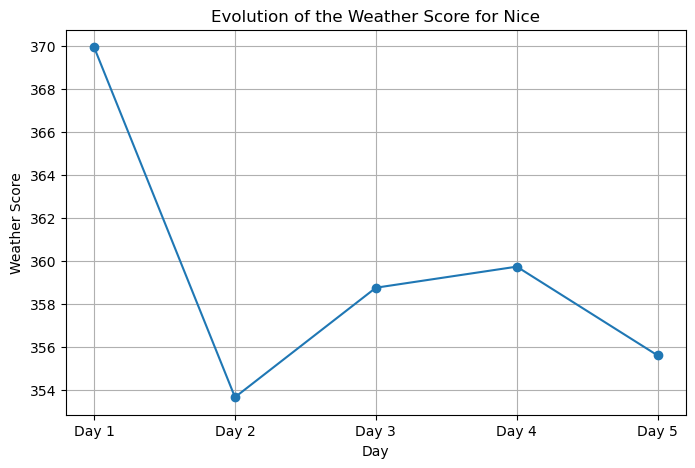 Evolution of the Weather Score for Nice
370
368
366
364
362
360
358
356
354
Weather Score
Day 1 Day 2 Day 3 Day 4 Day 5
Day